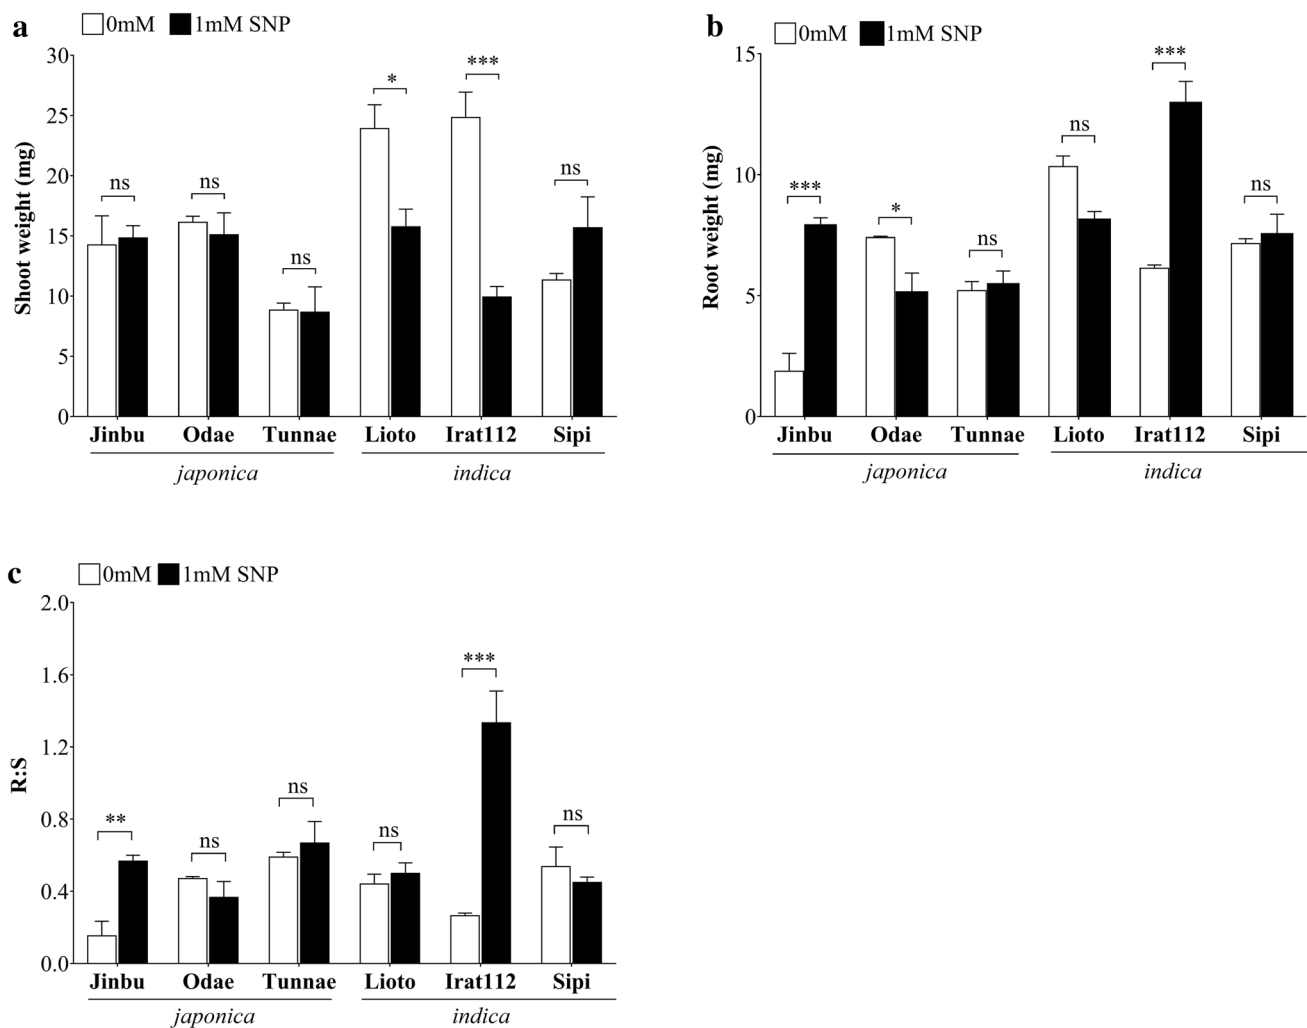 a
0mM 1mM SNP
Shoot weight (mg)
30
25
20
15
10
5
0
ns
ns
ns
*
***
ns
Jinbu Odae Tunnae Lioto Irat112 Sipi
japonica indica
b
0mM 1mM SNP
Root weight (mg)
15
10
5
0
***
*
ns
ns
***
ns
Jinbu Odae Tunnae Lioto Irat112 Sipi
japonica indica
c
0mM 1mM SNP
R:S
2.0
1.6
1.2
0.8
0.4
0.0
**
ns
ns
ns
***
ns
Jinbu Odae Tunnae Lioto Irat112 Sipi
japonica indica